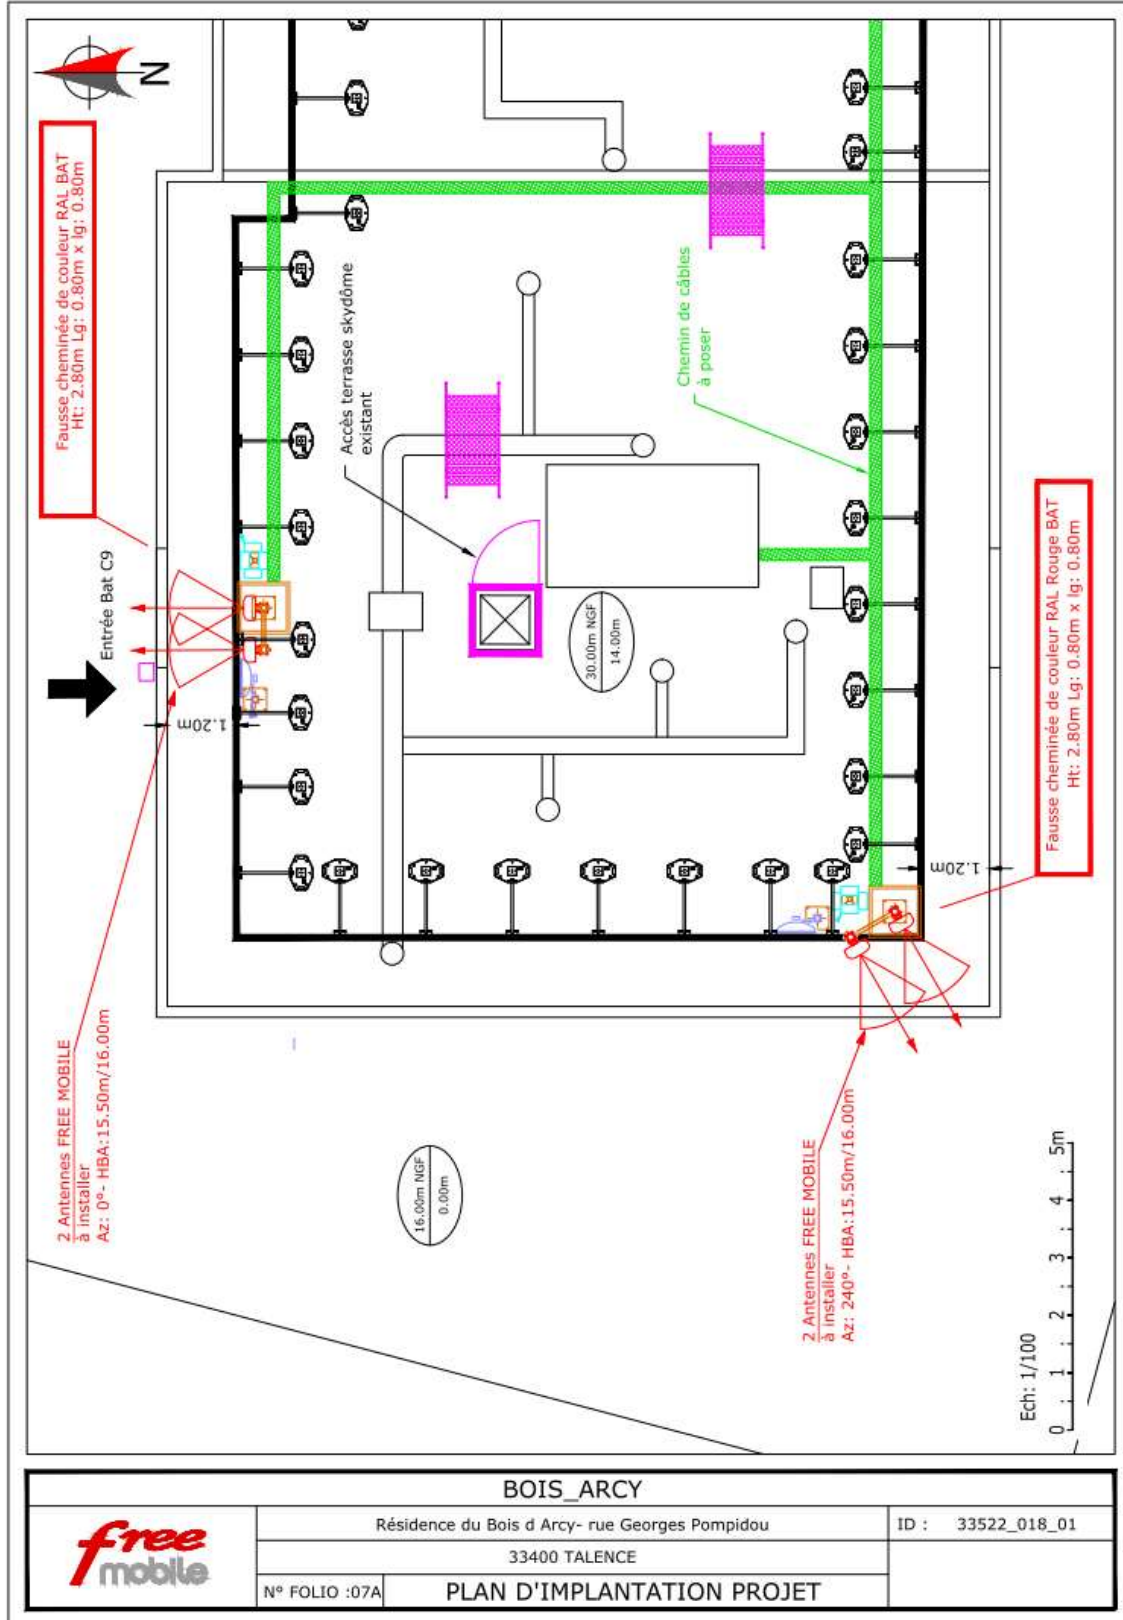 N
Fausse cheminée de couleur RAL BAT
Ht: 2.80m Lg: 0.80m x lg: 0.80m
Entrée Bat C9
1.20m
Accès terrasse skydôme
existant
Chemin de câbles
à poser
30.00m NGF
14.00m
Fausse cheminée de couleur RAL Rouge BAT
Ht: 2.80m Lg: 0.80m x lg: 0.80m
1.20m
2 Antennes FREE MOBILE
à installer
Az: 0°- HBA:15.50m/16.00m
16.00m NGF
0.00m
2 Antennes FREE MOBILE
à installer
Az: 240°- HBA:15.50m/16.00m
Ech: 1/100
0 1 2 3 4 5m
BOIS_ARCY
free
mobile
Résidence du Bois d Arcy- rue Georges Pompidou
ID : 33522_018_01
33400 TALENCE
N° FOLIO :07A
PLAN D'IMPLANTATION PROJET